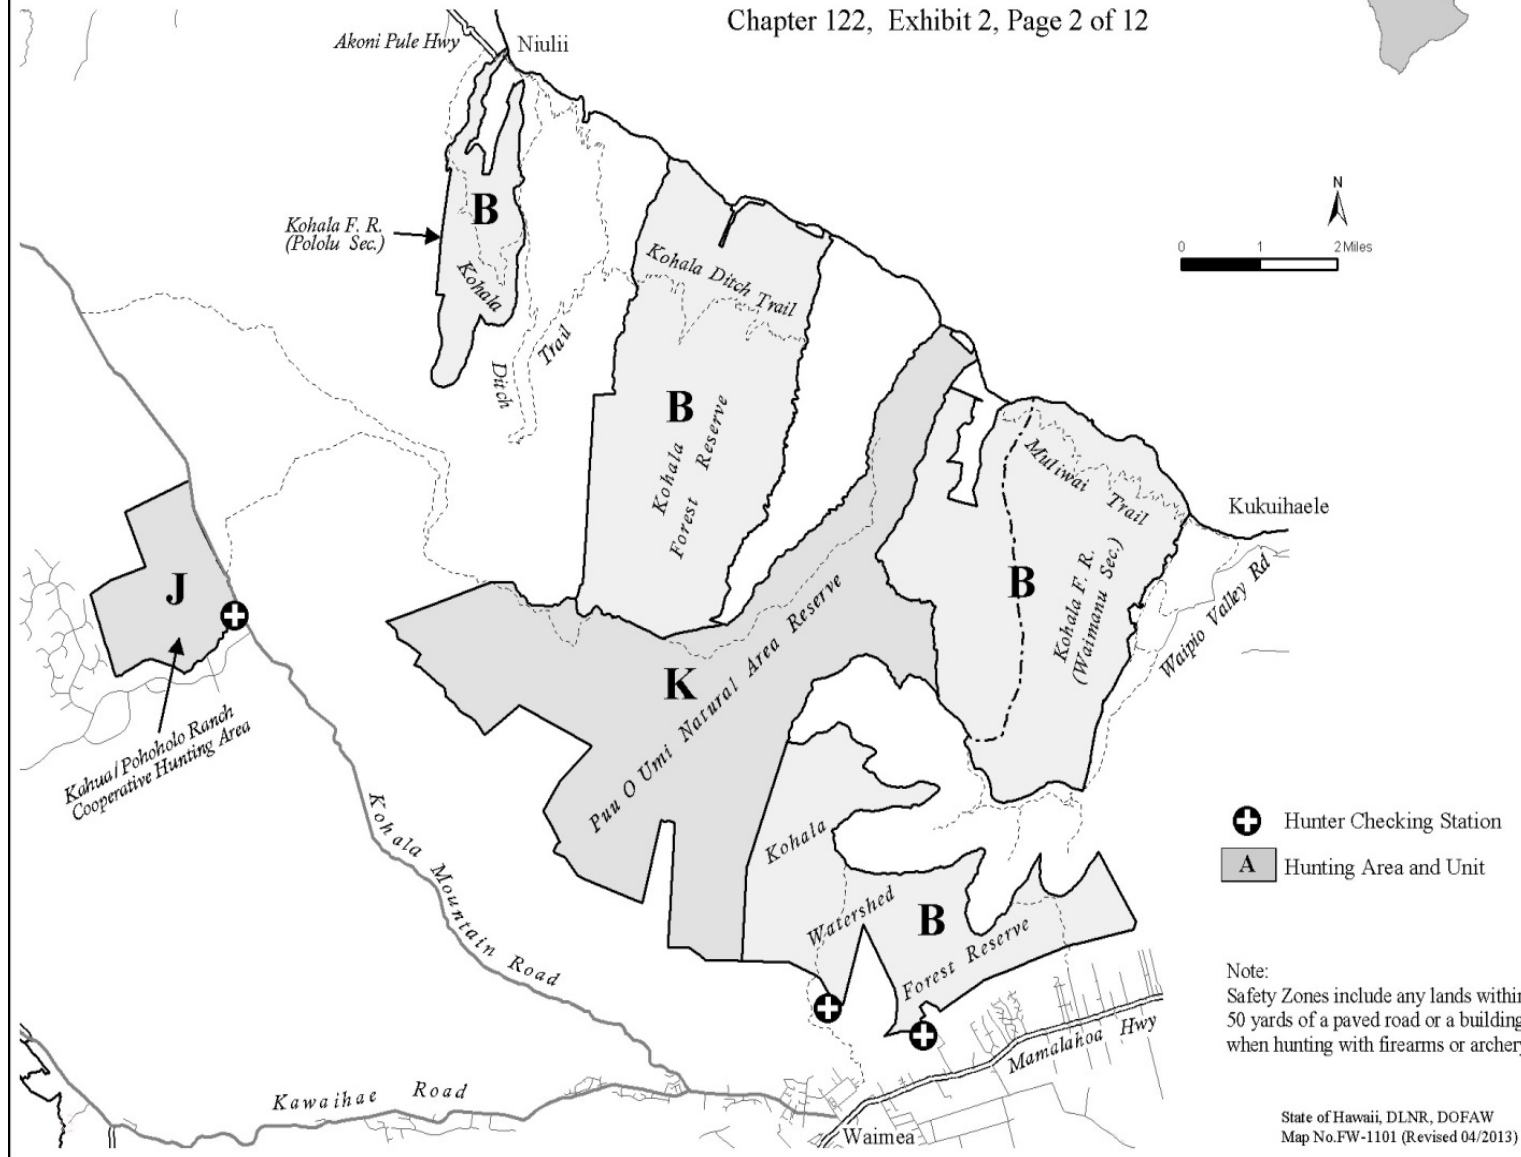 Chapter 122, Exhibit 2, Page 2 of 12
Akoni Pule Hwy
Niulii
N
0 1 2 Miles
B
Kohala F. R.
(Pololu Sec.)
Kohala
Ditch
Trail
Kohala Ditch Trail
B
Kohala
Forest Reserve
Muliwai Trail
Kukuihaele
B
Kohala F. R.
(Waimanu Sec.)
Waipio Valley Rd
J
Kahua/Pohoholo Ranch
Cooperative Hunting Area
K
Puu O Umi Natural Area Reserve
Kohala Mountain Road
Kohala
Watershed
B
Forest Reserve
Hunter Checking Station
A
Hunting Area and Unit
Note:
Safety Zones include any lands within
50 yards of a paved road or a building
when hunting with firearms or archery
Mamalahoa Hwy
Kawaihae Road
Waimea
State of Hawaii, DLNR, DOFAW
Map No.FW-1101 (Revised 04/2013)